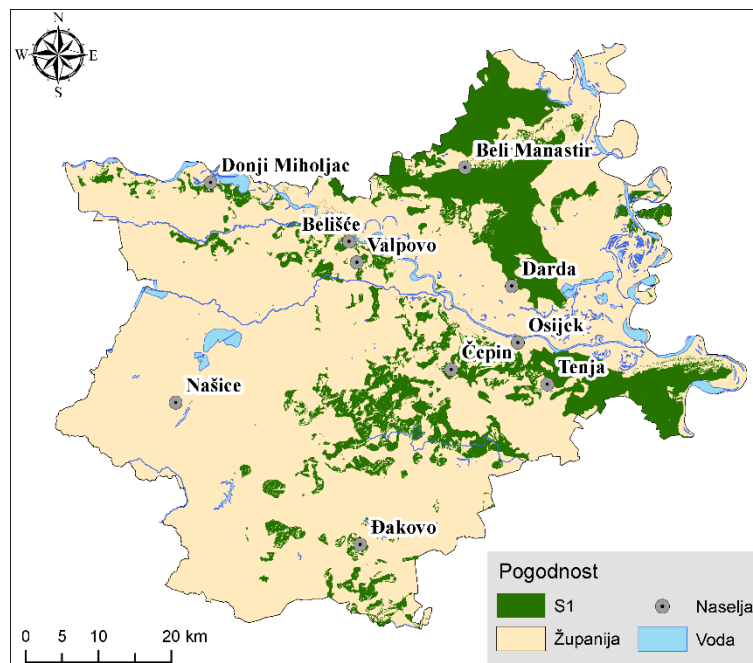 N
W E
S
Donji Miholjac
Beli Manastir
Belišće
Valpovo
Darda
Osijek
Čepin
Tenja
Našice
Đakovo
Pogodnost
S1
Naselja
Županija
Voda
0 5 10 20 km